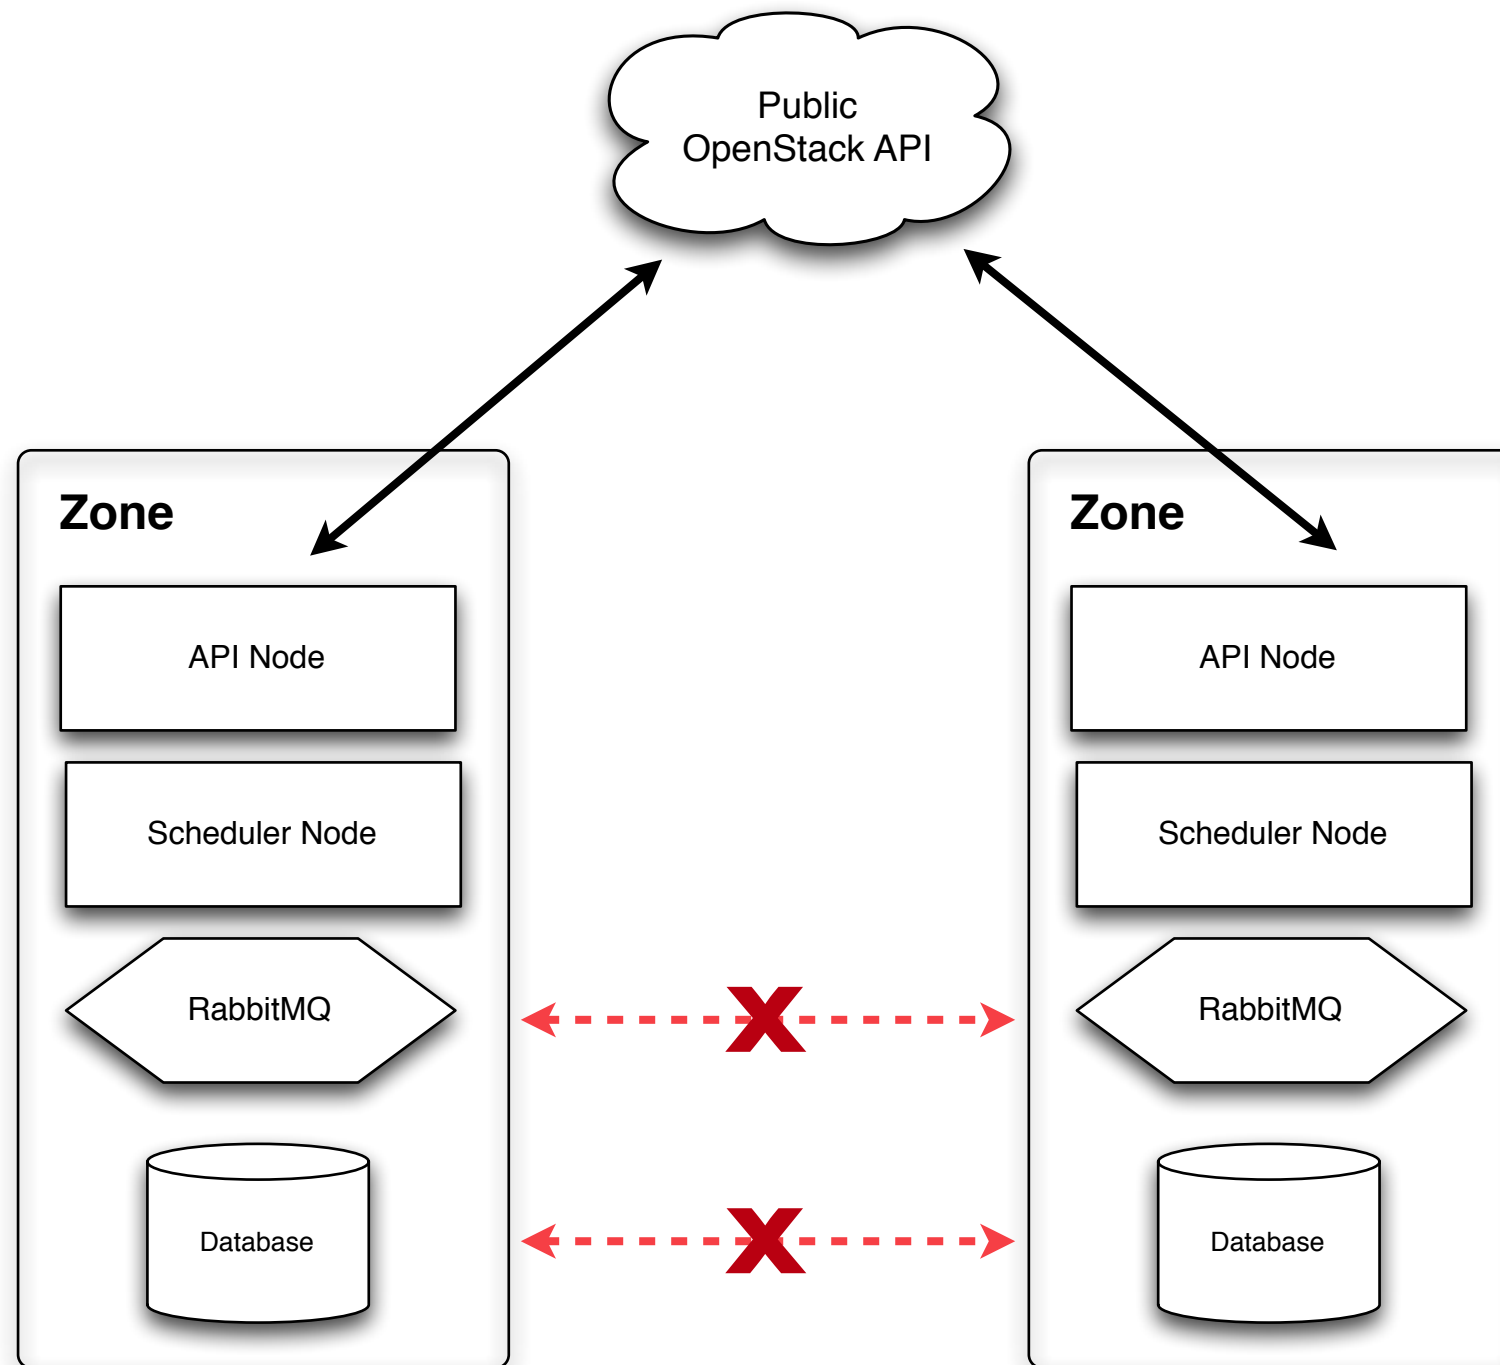 Public
OpenStack API
Zone
API Node
Scheduler Node
RabbitMQ
Database
Zone
API Node
Scheduler Node
RabbitMQ
Database
X
X